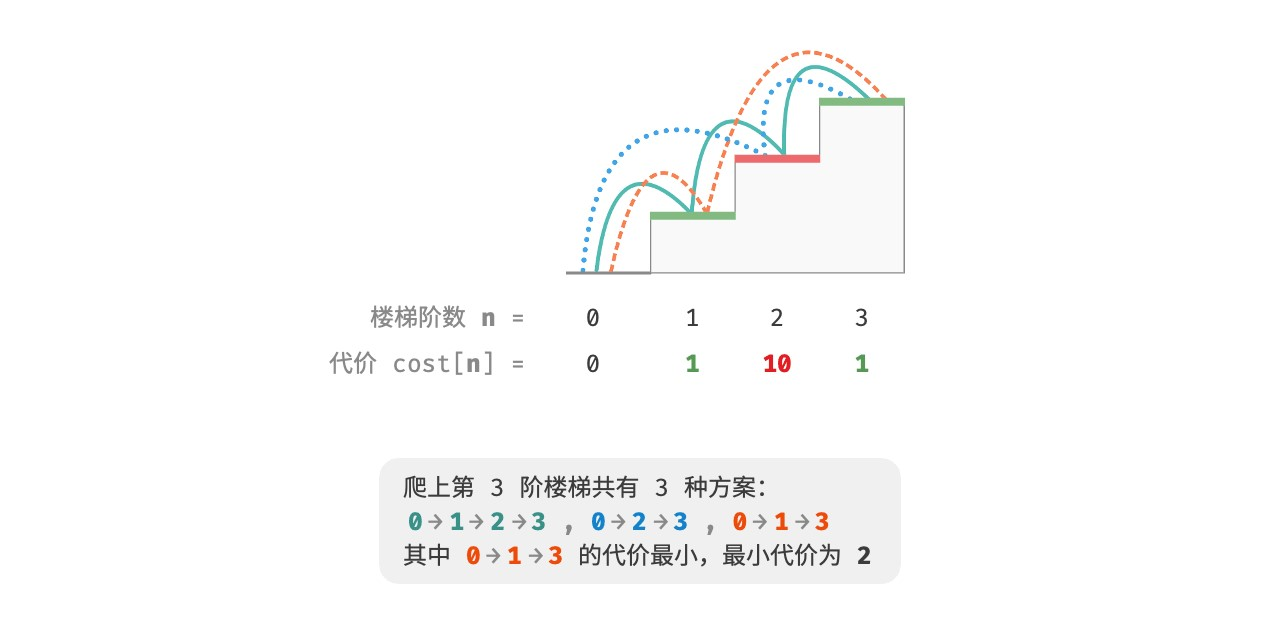 楼梯阶数 n = 0 1 2 3
代价 cost[n] = 0 1 10 1
爬上第 3 阶楼梯共有 3 种方案：
0→1→2→3 , 0→2→3 , 0→1→3
其中 0→1→3 的代价最小，最小代价为 2